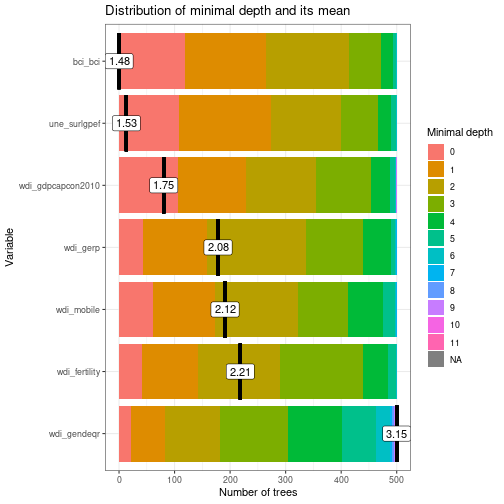 Distribution of minimal depth and its mean
bci_bci
1.48
une_surlgpef
1.53
wdi_gdpcapcon2010
1.75
wdi_gerp
2.08
wdi_mobile
2.12
wdi_fertility
2.21
wdi_gendeqr
3.15
Variable
0
100
200
300
400
500
Number of trees
Minimal depth
0
1
2
3
4
5
6
7
8
9
10
11
NA